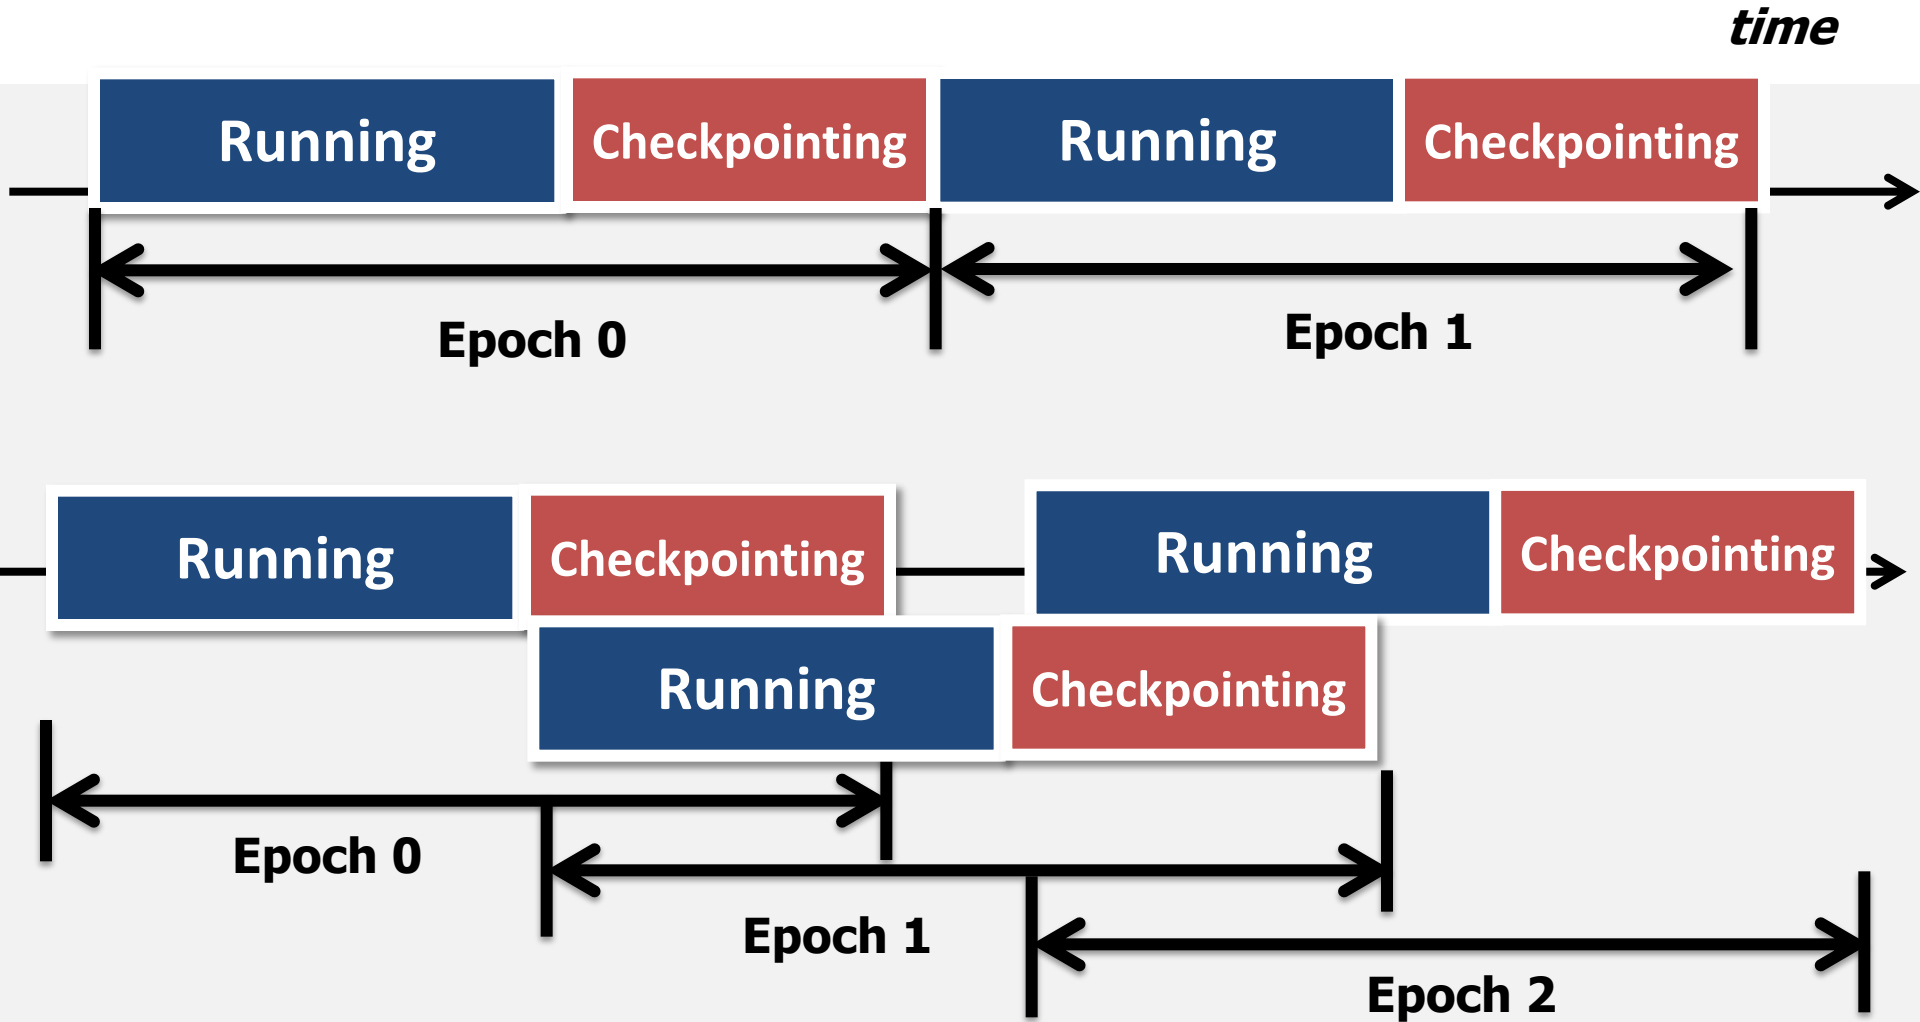 time
Running Checkpointing Running Checkpointing
Epoch 0 Epoch 1
Running Checkpointing Running Checkpointing
Running Checkpointing
Epoch 0
Epoch 1
Epoch 2